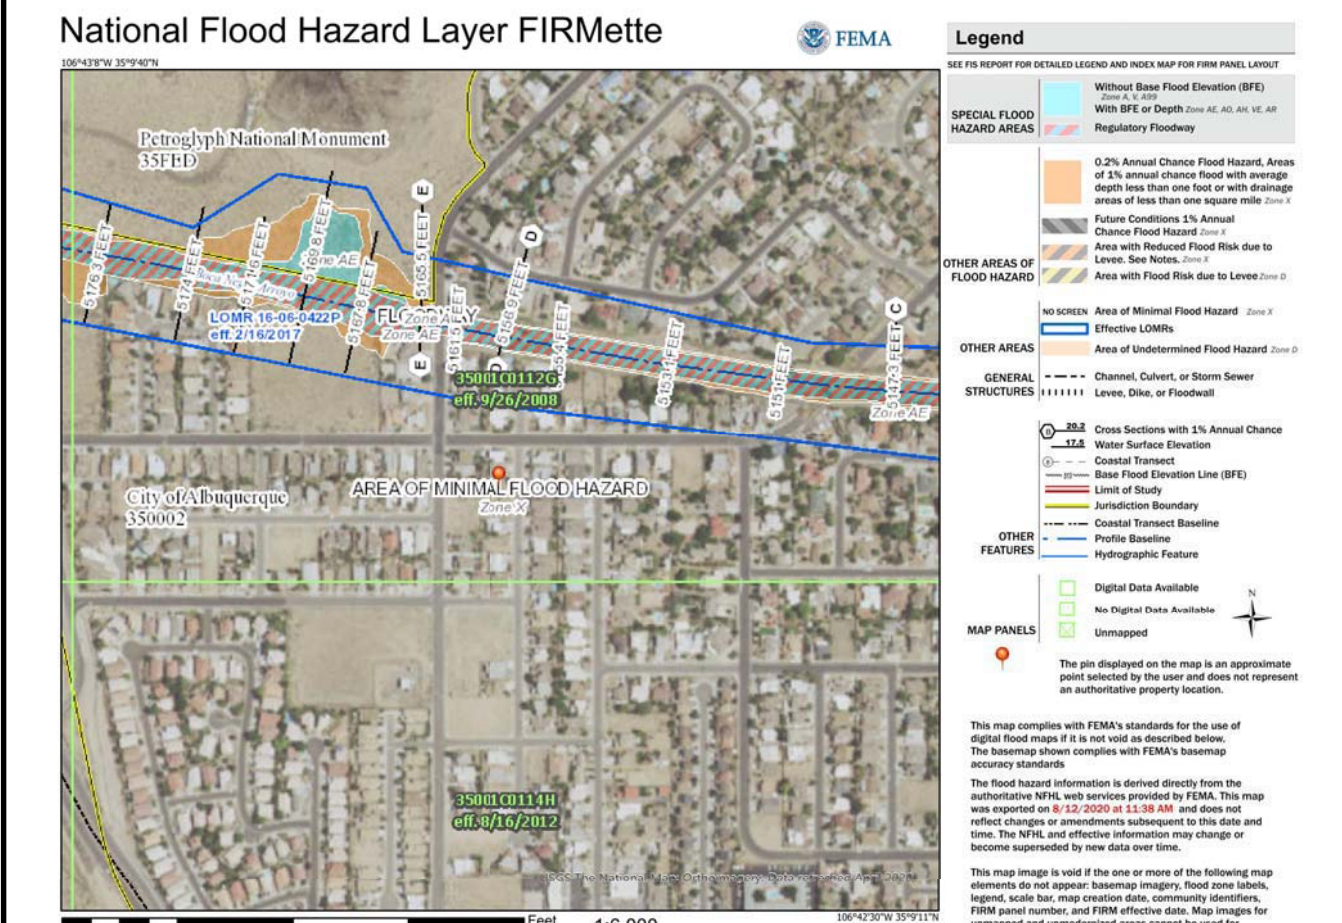 National Flood Hazard Layer FIRMette
FEMA
106°43'8"W 35°9'40"N
Petroglyph National Monument
35FED
E
D
C
5176.3 FEET
5174 FEET
5171.6 FEET
5169.8 FEET
5167.8 FEET
5165.5 FEET
5161.5 FEET
5156.9 FEET
5153.1 FEET
5151 FEET
5147.3 FEET
Zone AE
LOMR 16-06-0422P
eff. 2/16/2017
Zone AE
E
D
35001C0112G
eff. 9/26/2008
Zone AE
City of Albuquerque
350002
AREA OF MINIMAL FLOOD HAZARD
Zone X
35001C0114H
eff. 8/16/2012
USGS The National Map: Orthoimagery. Data refreshed April 2020
Feet
1:6,000
106°42'30"W 35°9'11"N
Legend
SEE FIS REPORT FOR DETAILED LEGEND AND INDEX MAP FOR FIRM PANEL LAYOUT
SPECIAL FLOOD
HAZARD AREAS
Without Base Flood Elevation (BFE)
Zone A, V, A99
With BFE or Depth Zone AE, AO, AH, VE, AR
Regulatory Floodway
OTHER AREAS OF
FLOOD HAZARD
0.2% Annual Chance Flood Hazard, Areas
of 1% annual chance flood with average
depth less than one foot or with drainage
areas of less than one square mile Zone X
Future Conditions 1% Annual
Chance Flood Hazard Zone X
Area with Reduced Flood Risk due to
Levee. See Notes. Zone X
Area with Flood Risk due to Levee Zone D
OTHER AREAS
NO SCREEN Area of Minimal Flood Hazard Zone X
Effective LOMRs
Area of Undetermined Flood Hazard Zone D
GENERAL
STRUCTURES
Channel, Culvert, or Storm Sewer
Levee, Dike, or Floodwall
OTHER
FEATURES
B 20.2 Cross Sections with 1% Annual Chance
17.5 Water Surface Elevation
Coastal Transect
Base Flood Elevation Line (BFE)
Limit of Study
Jurisdiction Boundary
Coastal Transect Baseline
Profile Baseline
Hydrographic Feature
MAP PANELS
Digital Data Available
No Digital Data Available
Unmapped
N
The pin displayed on the map is an approximate
point selected by the user and does not represent
an authoritative property location.
This map complies with FEMA's standards for the use of
digital flood maps if it is not void as described below.
The basemap shown complies with FEMA's basemap
accuracy standards
The flood hazard information is derived directly from the
authoritative NFHL web services provided by FEMA. This map
was exported on 8/12/2020 at 11:38 AM and does not
reflect changes or amendments subsequent to this date and
time. The NFHL and effective information may change or
become superseded by new data over time.
This map image is void if the one or more of the following map
elements do not appear: basemap imagery, flood zone labels,
legend, scale bar, map creation date, community identifiers,
FIRM panel number, and FIRM effective date. Map images for